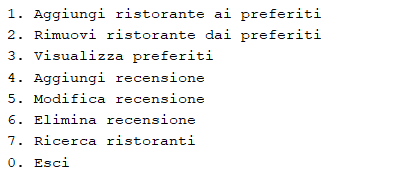 1. Aggiungi ristorante ai preferiti
2. Rimuovi ristorante dai preferiti
3. Visualizza preferiti
4. Aggiungi recensione
5. Modifica recensione
6. Elimina recensione
7. Ricerca ristoranti
0. Esci